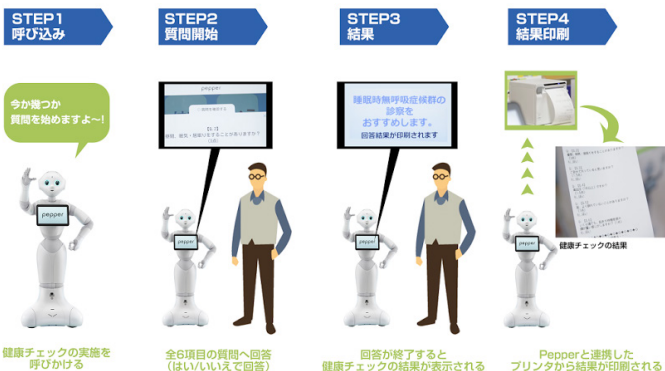 STEP1
呼び込み
STEP2
質問開始
STEP3
結果
STEP4
結果印刷
今か幾つか
質問を始めますよ〜!
pepper
睡眠時無呼吸症候群の
診察を
おすすめします。
回答結果が印刷されます
pepper
pepper
pepper
pepper
健康チェックの結果
健康チェックの実施を
呼びかける
全6項目の質問へ回答
(はい/いいえで回答)
回答が終了すると
健康チェックの結果が表示される
Pepperと連携した
プリンタから結果が印刷される